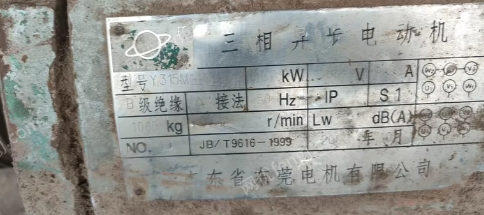 三相异步电动机
型号Y315 kW V A
B级绝缘 接法 Hz IP S1
kg r/min Lw dB(A)
NO. JB/T9616-1999 年 月
东省东莞电机有限公司